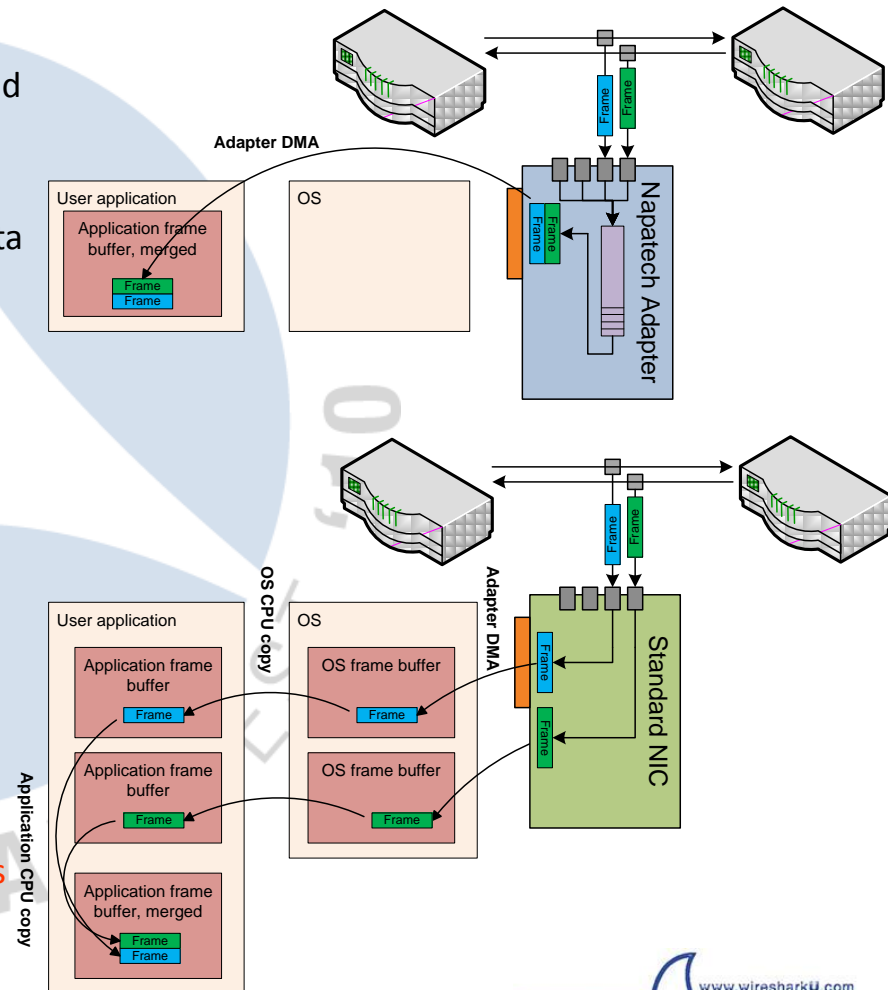 d
ta
s
Frame
Frame
Adapter DMA
User application
Application frame
buffer, merged
Frame
Frame
OS
Frame
Frame
Napatech Adapter
Frame
Frame
OS CPU copy
Adapter DMA
User application
Application frame
buffer
Frame
Application frame
buffer
Frame
Application frame
buffer, merged
Frame
Frame
Application CPU copy
OS
OS frame buffer
Frame
OS frame buffer
Frame
Frame
Frame
Standard NIC
www.wiresharkU.com